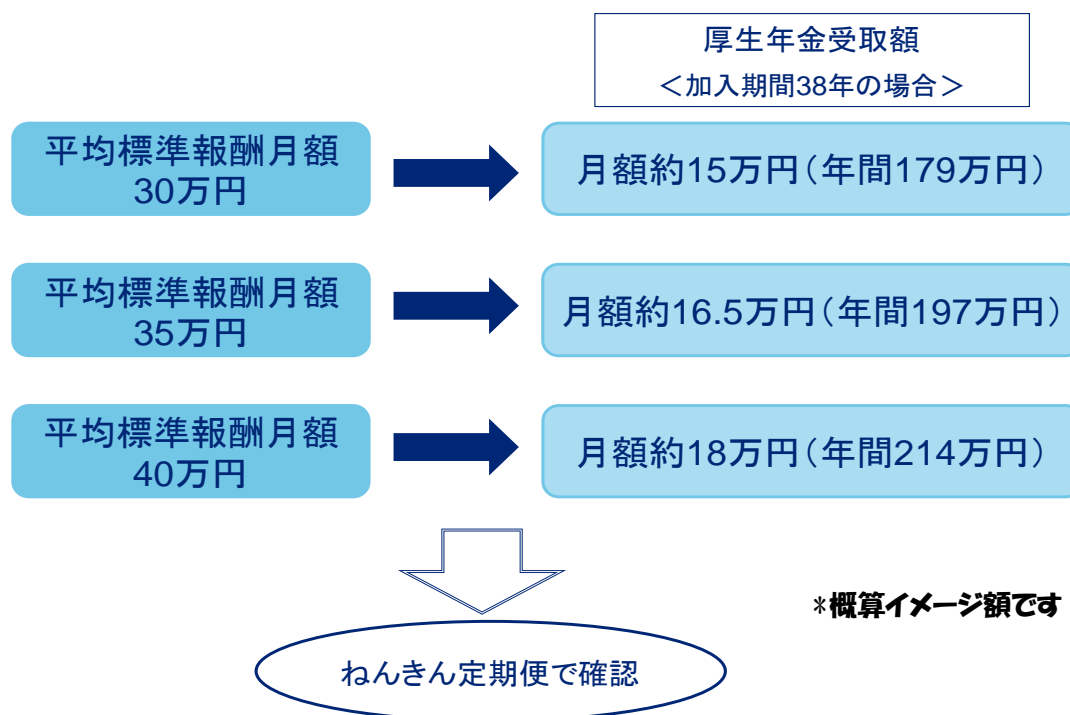 厚生年金受取額
＜加入期間38年の場合＞
平均標準報酬月額
30万円
月額約15万円（年間179万円）
平均標準報酬月額
35万円
月額約16.5万円（年間197万円）
平均標準報酬月額
40万円
月額約18万円（年間214万円）
*概算イメージ額です
ねんきん定期便で確認